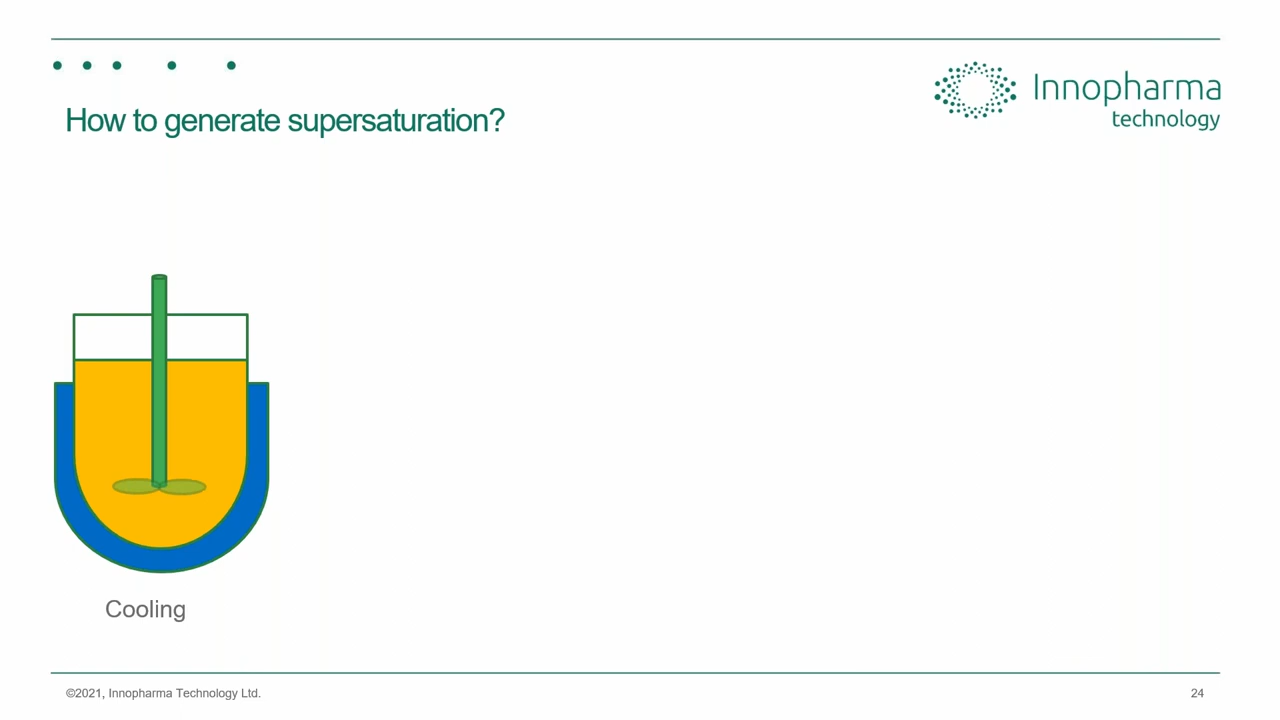 Innopharma
technology
How to generate supersaturation?
Cooling
©2021, Innopharma Technology Ltd.
24